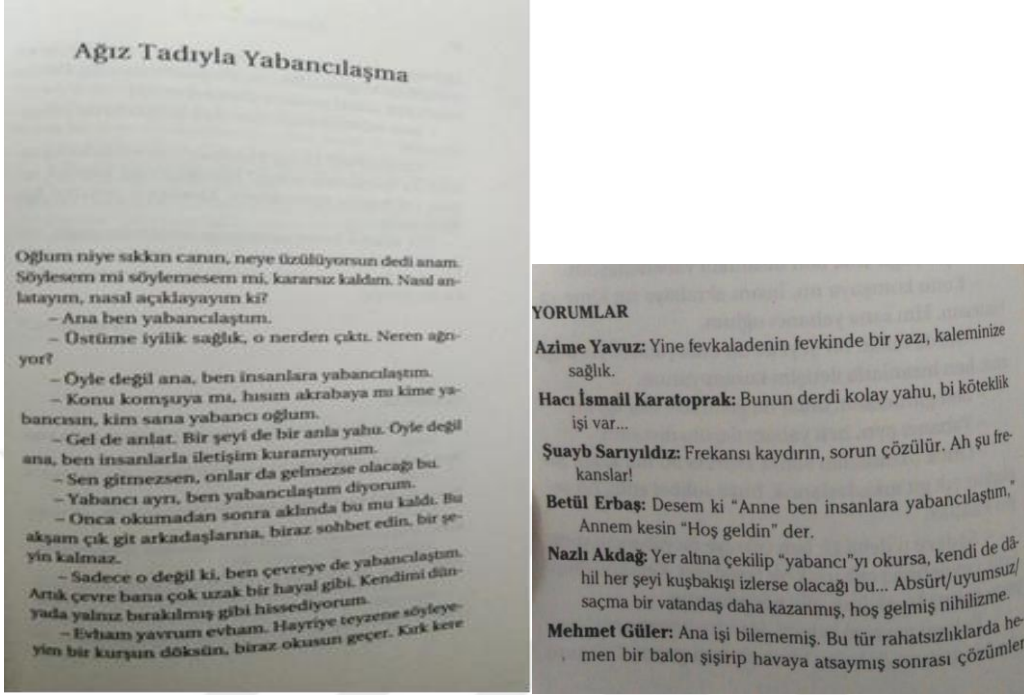 Ağız Tadıyla Yabancılaşma
Oğlum niye sıkkın canın, neye üzülüyorsun dedi anam.
Söylesem mi söylemesem mi, kararsız kaldım. Nasıl an-
latayım, nasıl açıklayayım ki?
– Ana ben yabancılaştım.
– Üstüme iyilik sağlık, o nerden çıktı. Neren ağrı-
yor?
– Öyle değil ana, ben insanlara yabancılaştım.
– Konu komşuya mı, hısım akrabaya mı kime ya-
bancısın, kim sana yabancı oğlum.
– Gel de anlat. Bir şeyi de bir anla yahu. Öyle değil
ana, ben insanlarla iletişim kuramıyorum.
– Sen gitmezsen, onlar da gelmezse olacağı bu.
– Yabancı ayrı, ben yabancılaştım diyorum.
– Onca okumadan sonra aklında bu mu kaldı. Bu
akşam çık git arkadaşlarına, biraz sohbet edin, bir şe-
yin kalmaz.
– Sadece o değil ki, ben çevreye de yabancılaştım.
Artık çevre bana çok uzak bir hayal gibi. Kendimi dün-
yada yalnız bırakılmış gibi hissediyorum.
– Evham yavrum evham. Hayriye teyzene söyleye-
yim bir kurşun döksün, biraz okusun geçer. Kırk kere
YORUMLAR
Azime Yavuz: Yine fevkaladenin fevkinde bir yazı, kaleminize
sağlık.
Hacı İsmail Karatoprak: Bunun derdi kolay yahu, bi köteklik
işi var...
Şuayb Sarıyıldız: Frekansı kaydırın, sorun çözülür. Ah şu fre-
kanslar!
Betül Erbaş: Desem ki “Anne ben insanlara yabancılaştım,”
Annem kesin “Hoş geldin” der.
Nazlı Akdağ: Yer altına çekilip “yabancı”yı okursa, kendi de dâ-
hil her şeyi kuşbakışı izlerse olacağı bu... Absürt/uyumsuz/
saçma bir vatandaş daha kazanmış, hoş gelmiş nihilizme.
Mehmet Güler: Ana işi bilememiş. Bu tür rahatsızlıklarda he-
men bir balon şişirip havaya atsaymış sonrası çözümler